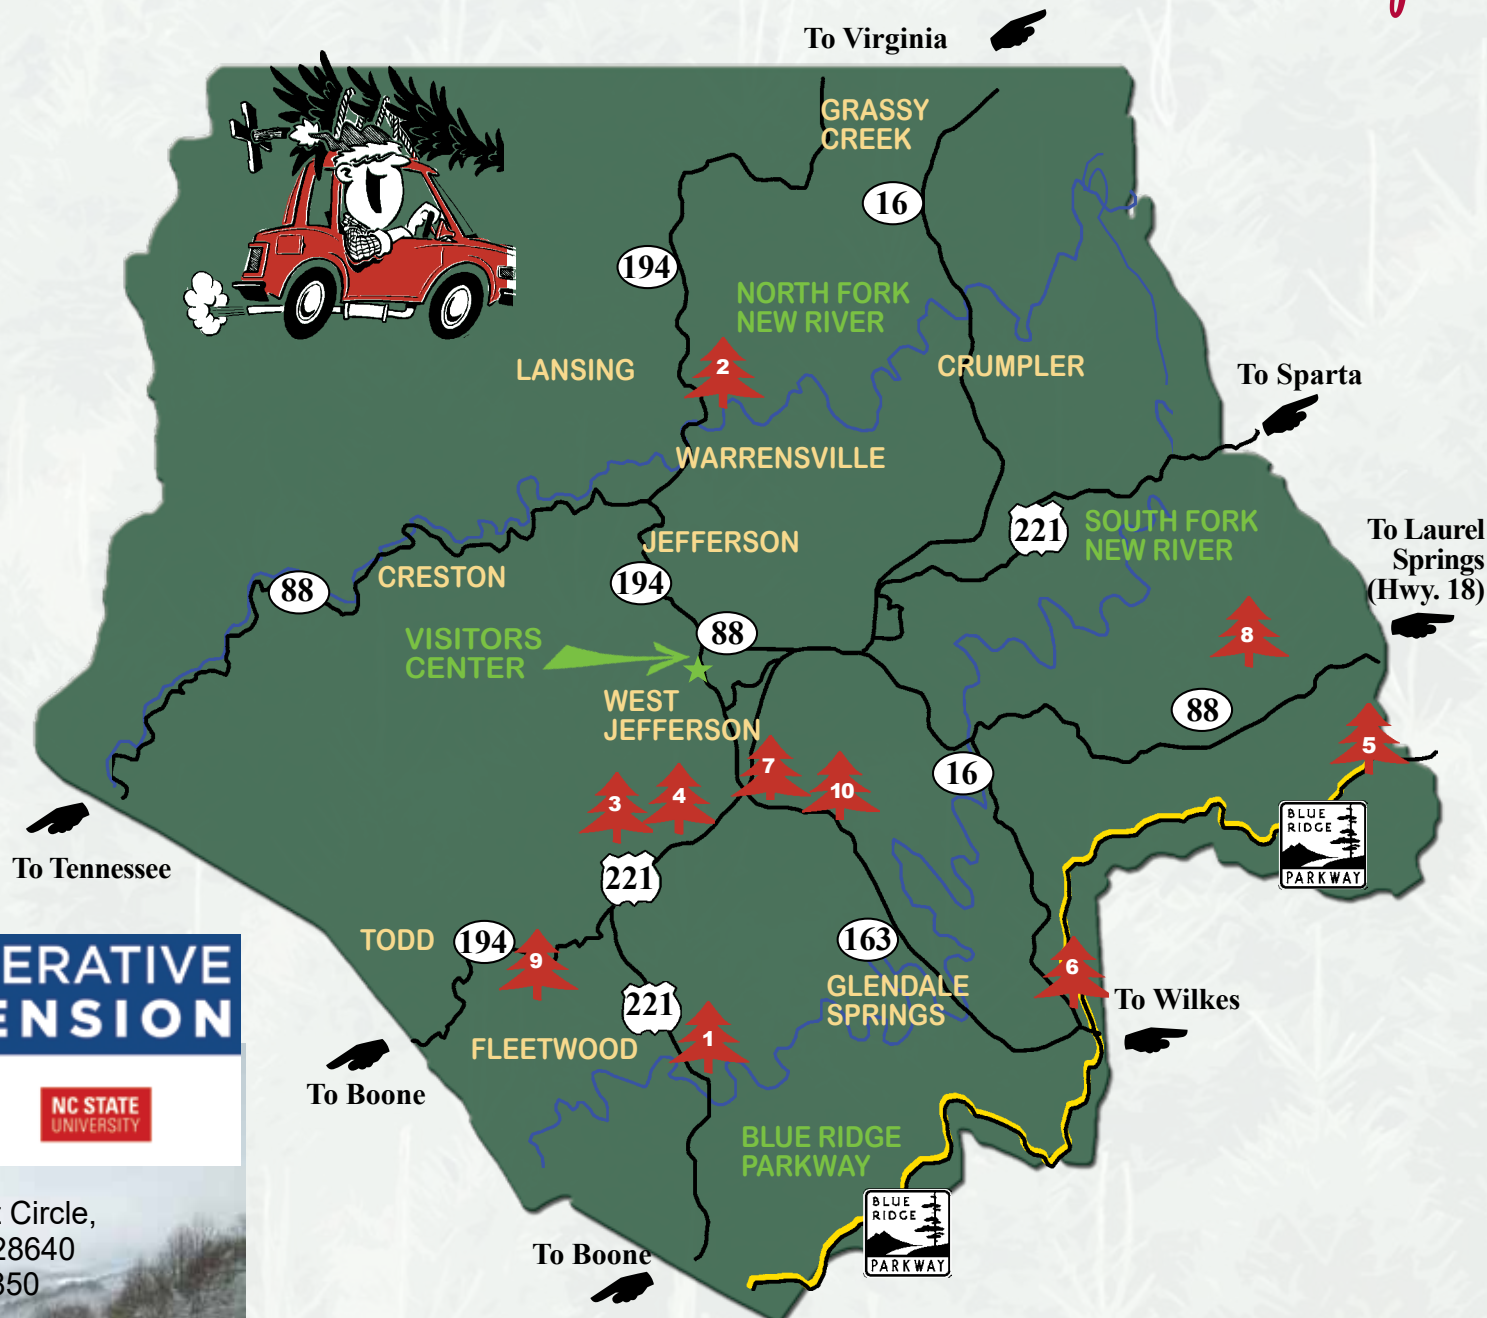 To Virginia
GRASSY
CREEK
16
194
NORTH FORK
NEW RIVER
LANSING
2
CRUMPLER
To Sparta
WARRENSVILLE
221
SOUTH FORK
NEW RIVER
To Laurel
Springs
(Hwy. 18)
JEFFERSON
CRESTON
194
88
88
8
VISITORS
CENTER
WEST
JEFFERSON
88
5
7
16
10
3
4
BLUE
RIDGE
PARKWAY
To Tennessee
221
TODD
194
9
163
6
GLENDALE
SPRINGS
To Wilkes
221
1
FLEETWOOD
ERATIVE
ENSION
To Boone
NC STATE
UNIVERSITY
BLUE RIDGE
PARKWAY
BLUE
RIDGE
PARKWAY
Circle,
28640
350
To Boone